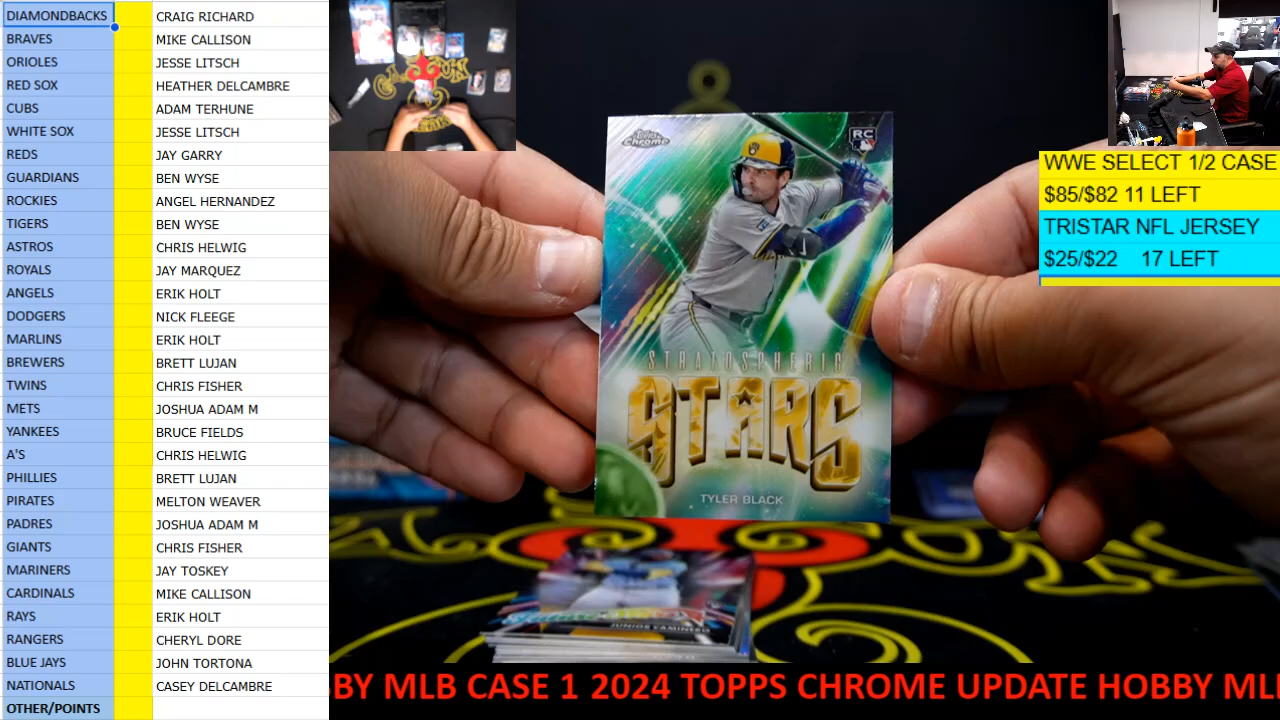 DIAMONDBACKS CRAIG RICHARD
BRAVES MIKE CALLISON
ORIOLES JESSE LITSCH
RED SOX HEATHER DELCAMBRE
CUBS ADAM TERHUNE
WHITE SOX JESSE LITSCH
REDS JAY GARRY
GUARDIANS BEN WYSE
ROCKIES ANGEL HERNANDEZ
TIGERS BEN WYSE
ASTROS CHRIS HELWIG
ROYALS JAY MARQUEZ
ANGELS ERIK HOLT
DODGERS NICK FLEEGE
MARLINS ERIK HOLT
BREWERS BRETT LUJAN
TWINS CHRIS FISHER
METS JOSHUA ADAM M
YANKEES BRUCE FIELDS
A'S CHRIS HELWIG
PHILLIES BRETT LUJAN
PIRATES MELTON WEAVER
PADRES JOSHUA ADAM M
GIANTS CHRIS FISHER
MARINERS JAY TOSKEY
CARDINALS MIKE CALLISON
RAYS ERIK HOLT
RANGERS CHERYL DORE
BLUE JAYS JOHN TORTONA
NATIONALS CASEY DELCAMBRE
OTHER/POINTS
Topps Chrome
RC
STRATOSPHERIC
STARS
TYLER BLACK
JUNIOR CAMINERO
WWE SELECT 1/2 CASE
$85/$82 11 LEFT
TRISTAR NFL JERSEY
$25/$22 17 LEFT
BY MLB CASE 1 2024 TOPPS CHROME UPDATE HOBBY ML